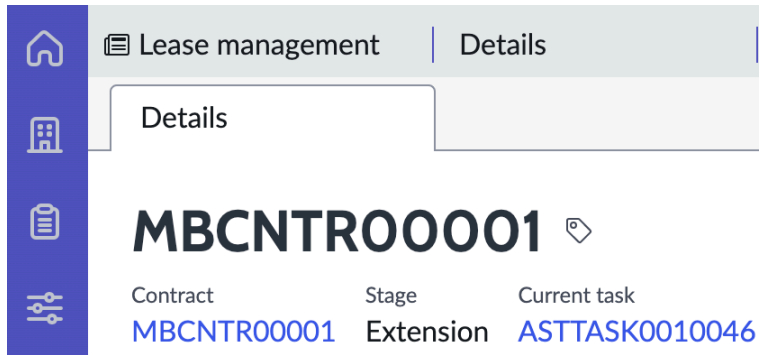 Lease management Details
Details
MBCNTR00001
Contract Stage Current task
MBCNTR00001 Extension ASTTASK0010046